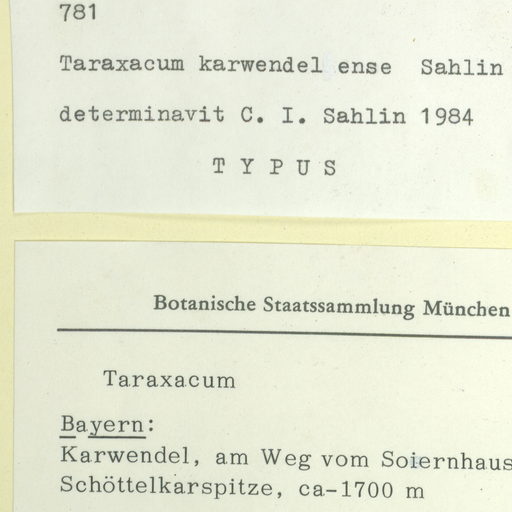 781
Taraxacum karwendel ense Sahlin
determinavit C. I. Sahlin 1984
T Y P U S
Botanische Staatssammlung München
Taraxacum
Bayern:
Karwendel, am Weg vom Soiernhaus
Schöttelkarspitze, ca-1700 m